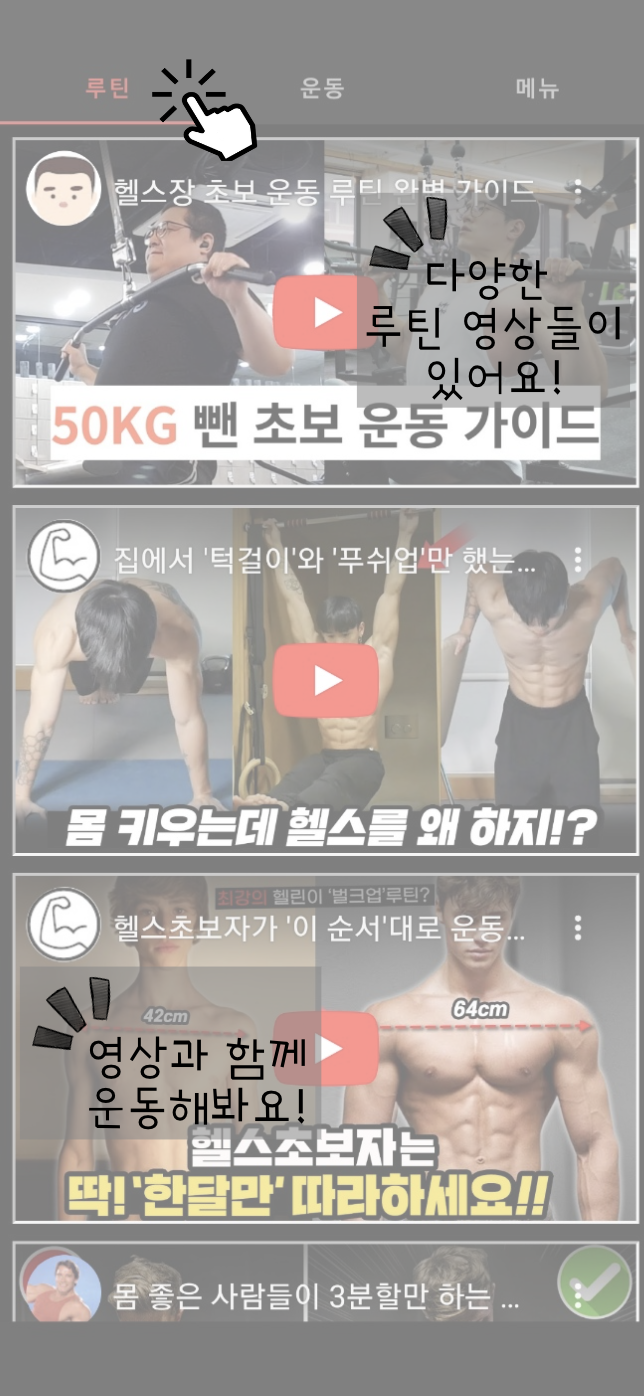 루틴 운동 메뉴
헬스장 초보 운동 루틴 완벽 가이드
다양한
루틴 영상들이
있어요!
50KG 뺀 초보 운동 가이드
집에서 '턱걸이'와 '푸쉬업'만 했는...
몸 키우는데 헬스를 왜 하지!?
최강의 헬린이 '벌크업'루틴?
헬스초보자가 '이 순서'대로 운동...
42cm
64cm
영상과 함께
운동해봐요!
헬스초보자는
딱! '한달만' 따라하세요!!
몸 좋은 사람들이 3분할만 하는 ...